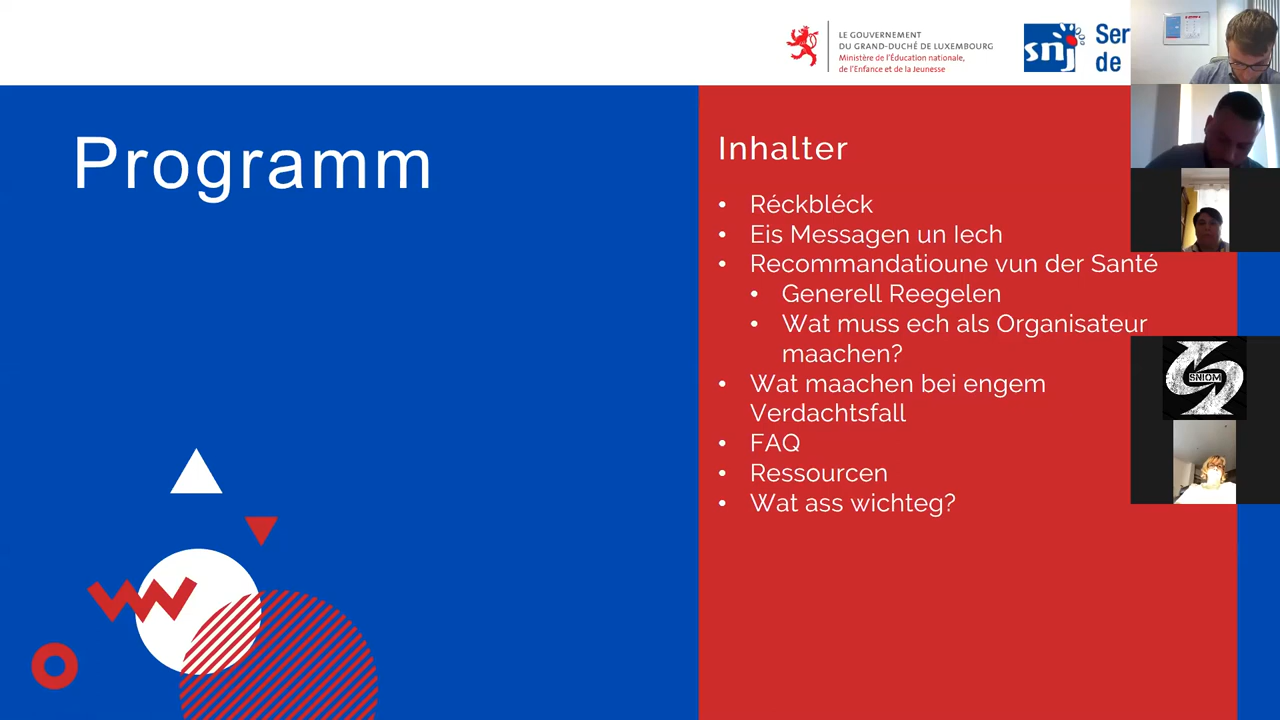 LE GOUVERNEMENT
DU GRAND-DUCHÉ DE LUXEMBOURG
Ministère de l'Éducation nationale,
de l'Enfance et de la Jeunesse
snj
Ser
de
Programm
Inhalter
• Réckbléck
• Eis Messagen un Iech
• Recommandatioune vun der Santé
• Generell Reegelen
• Wat muss ech als Organisateur
maachen?
• Wat maachen bei engem
Verdachtsfall
• FAQ
• Ressourcen
• Wat ass wichteg?
SNIOM